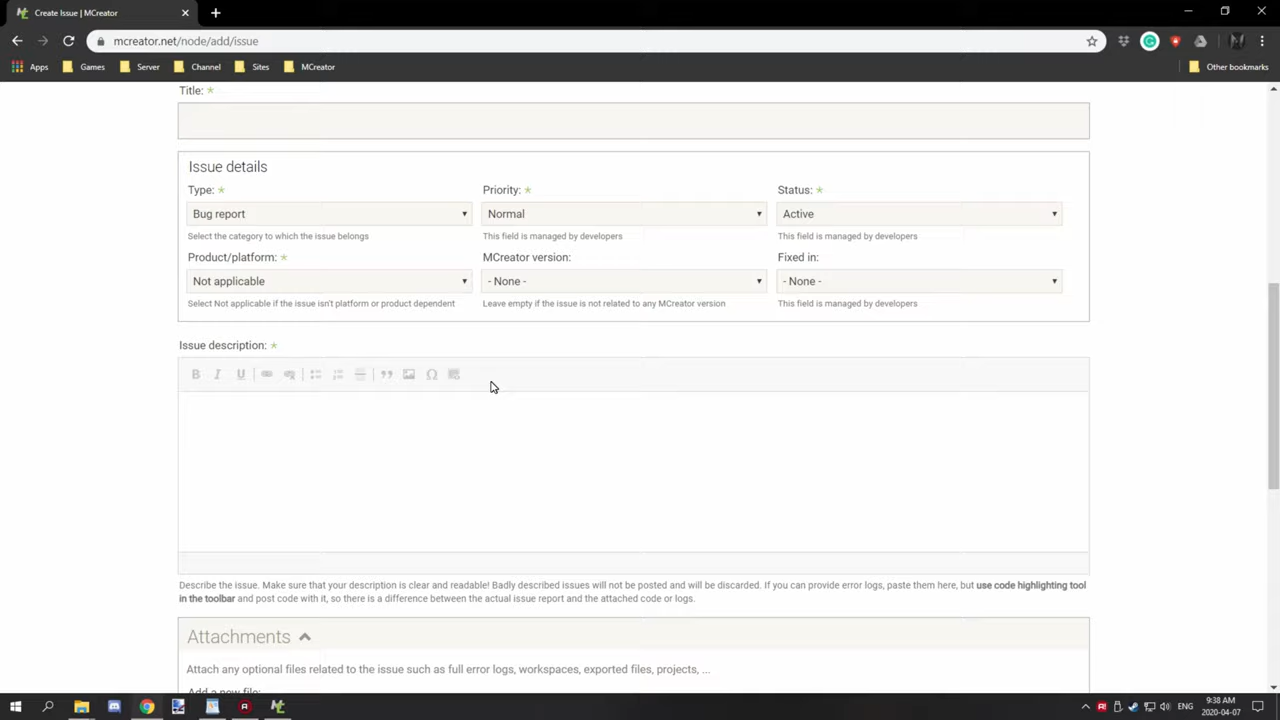 Create Issue | MCreator
mcreator.net/node/add/issue
Apps Games Server Channel Sites MCreator Other bookmarks
Title: *
Issue details
Type: * Priority: * Status: *
Bug report Normal Active
Select the category to which the issue belongs This field is managed by developers This field is managed by developers
Product/platform: * MCreator version: Fixed in:
Not applicable - None - - None -
Select Not applicable if the issue isn't platform or product dependent Leave empty if the issue is not related to any MCreator version This field is managed by developers
Issue description: *
B I U Ω
Describe the issue. Make sure that your description is clear and readable! Badly described issues will not be posted and will be discarded. If you can provide error logs, paste them here, but use code highlighting tool
in the toolbar and post code with it, so there is a difference between the actual issue report and the attached code or logs.
Attachments
Attach any optional files related to the issue such as full error logs, workspaces, exported files, projects, ...
Add a new file:
ENG 9:38 AM
2020-04-07